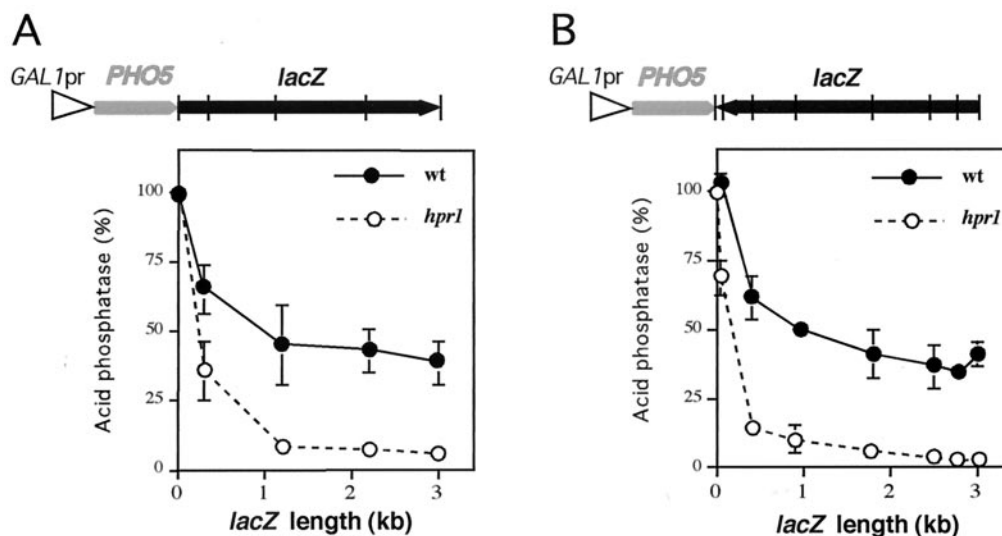 A
GAL1pr PHO5 lacZ
wt
hpr1
Acid phosphatase (%)
100
75
50
25
0
0 1 2 3
lacZ length (kb)
B
GAL1pr PHO5 lacZ
wt
hpr1
Acid phosphatase (%)
100
75
50
25
0
0 1 2 3
lacZ length (kb)